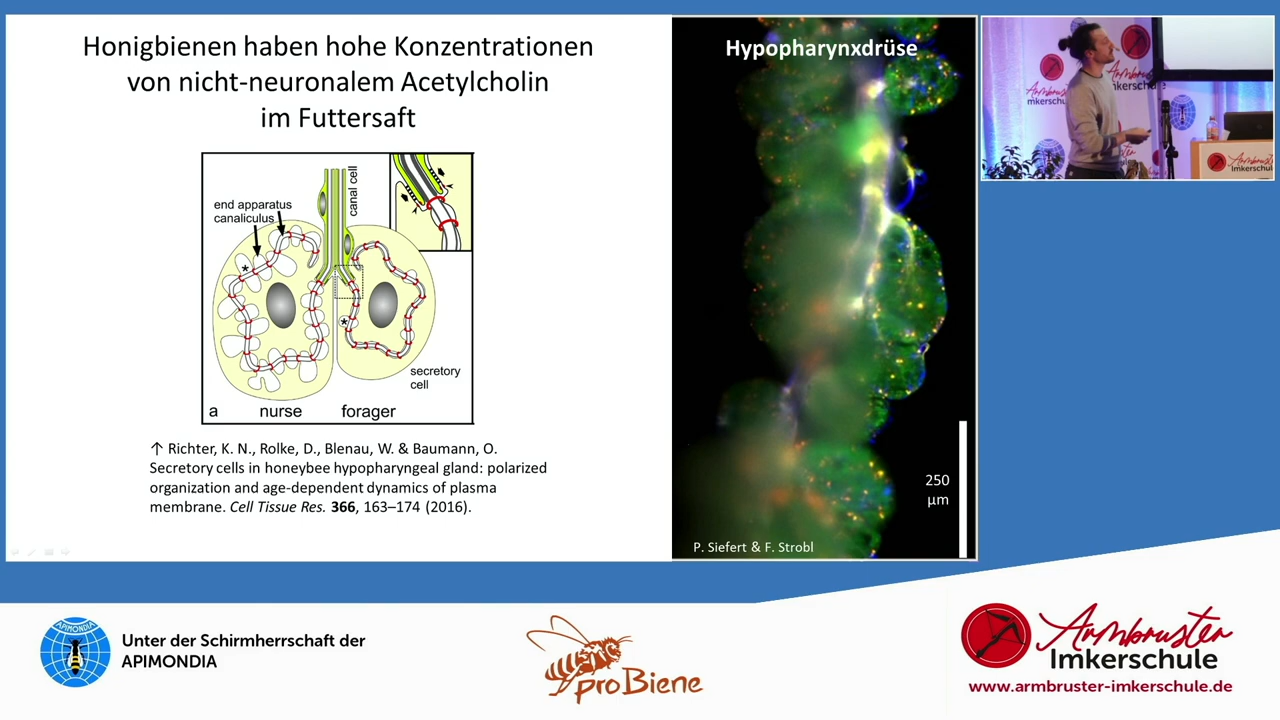 Honigbienen haben hohe Konzentrationen
von nicht-neuronalem Acetylcholin
im Futtersaft
end apparatus
canaliculus
canal cell
*
*
secretory
cell
a
nurse
forager
↑ Richter, K. N., Rolke, D., Blenau, W. & Baumann, O.
Secretory cells in honeybee hypopharyngeal gland: polarized
organization and age-dependent dynamics of plasma
membrane. Cell Tissue Res. 366, 163–174 (2016).
Hypopharynxdrüse
250
µm
P. Siefert & F. Strobl
Armbruster
Imkerschule
APIMONDIA
Unter der Schirmherrschaft der
APIMONDIA
proBiene
Armbruster
Imkerschule
www.armbruster-imkerschule.de